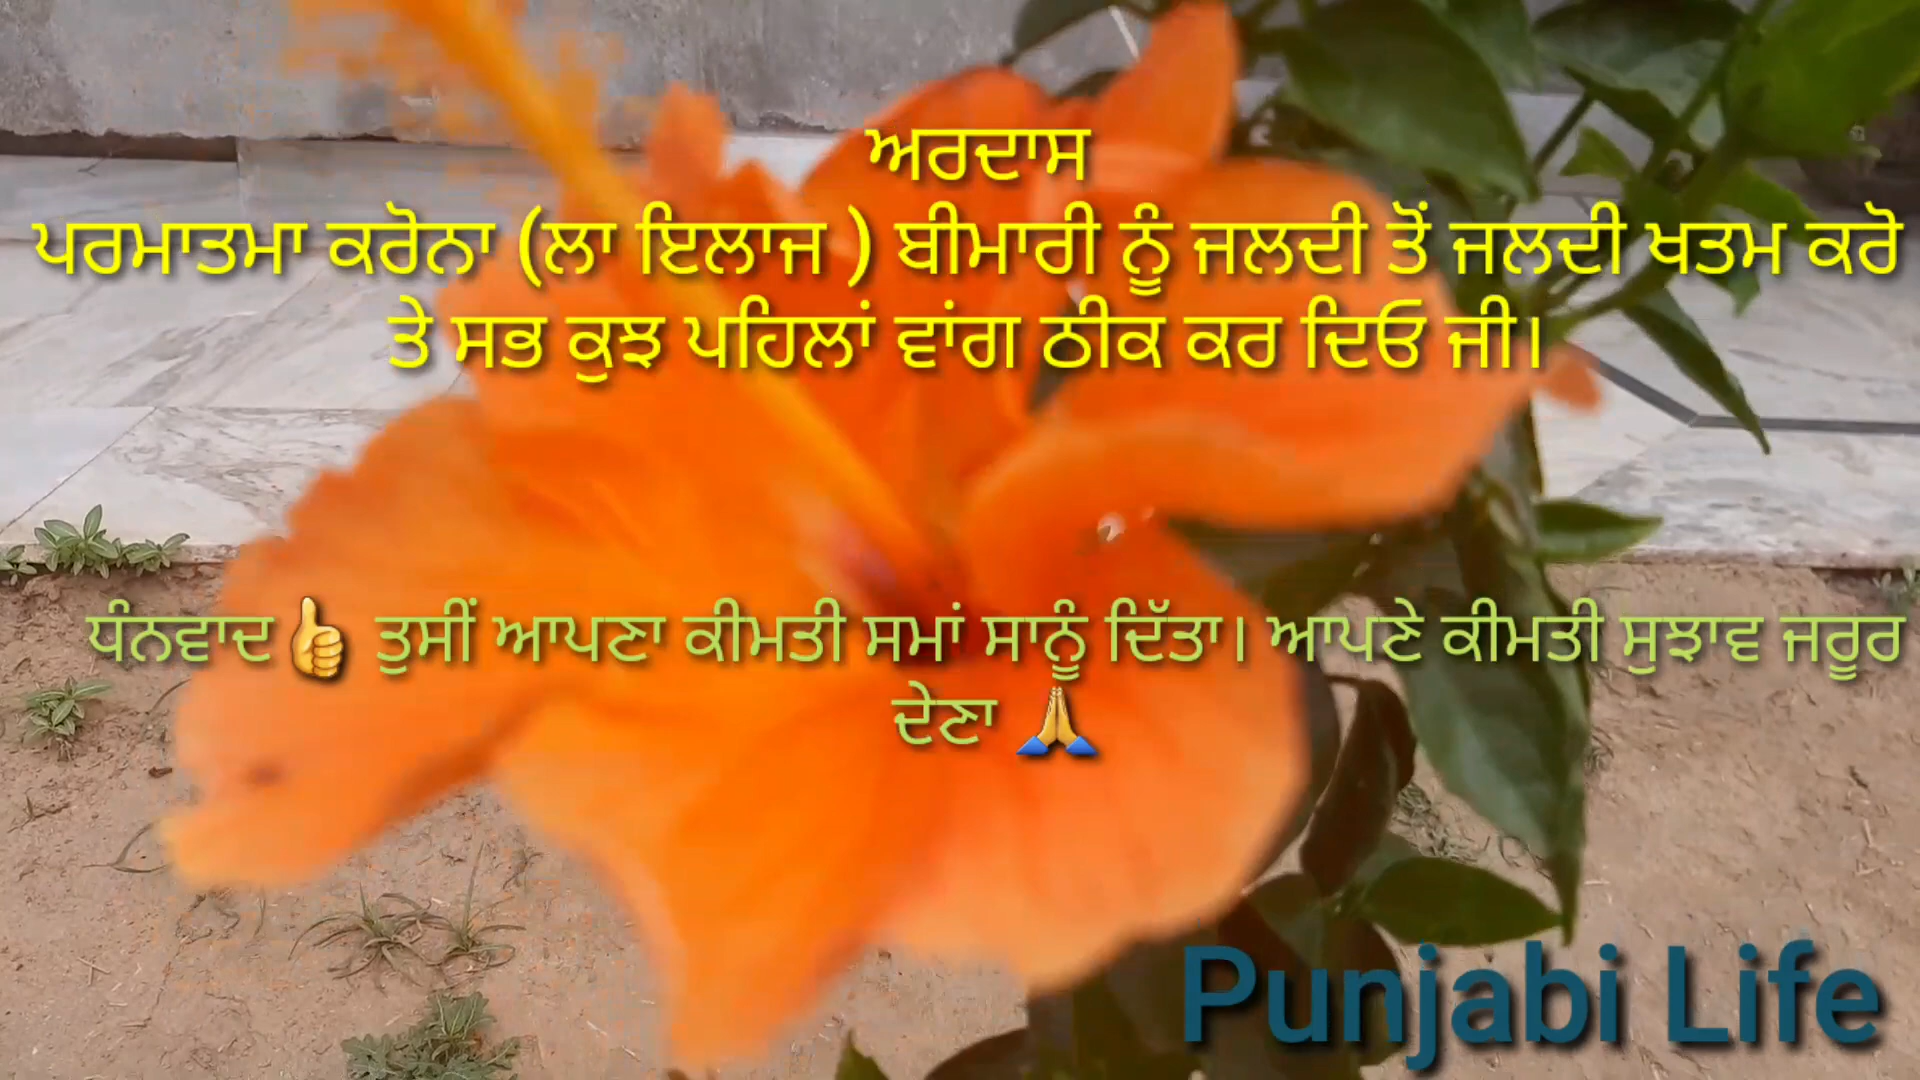 ਅਰਦਾਸ
ਪਰਮਾਤਮਾ ਕਰੋਨਾ (ਲਾ ਇਲਾਜ ) ਬੀਮਾਰੀ ਨੂੰ ਜਲਦੀ ਤੋਂ ਜਲਦੀ ਖਤਮ ਕਰੋ
ਤੇ ਸਭ ਕੁਝ ਪਹਿਲਾਂ ਵਾਂਗ ਠੀਕ ਕਰ ਦਿਓ ਜੀ।
ਧੰਨਵਾਦ👍 ਤੁਸੀਂ ਆਪਣਾ ਕੀਮਤੀ ਸਮਾਂ ਸਾਨੂੰ ਦਿੱਤਾ। ਆਪਣੇ ਕੀਮਤੀ ਸੁਝਾਵ ਜਰੂਰ
ਦੇਣਾ 🙏
Punjabi Life